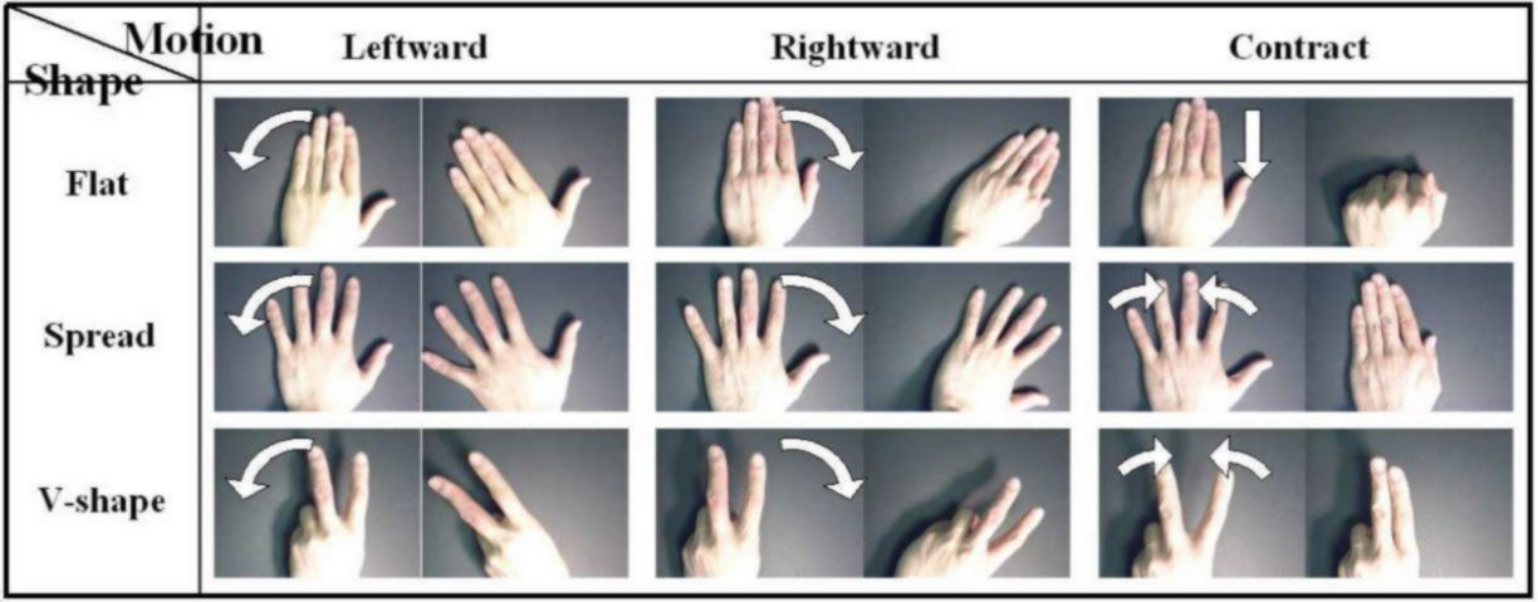 Motion
Shape
Leftward
Rightward
Contract
Flat
Spread
V-shape